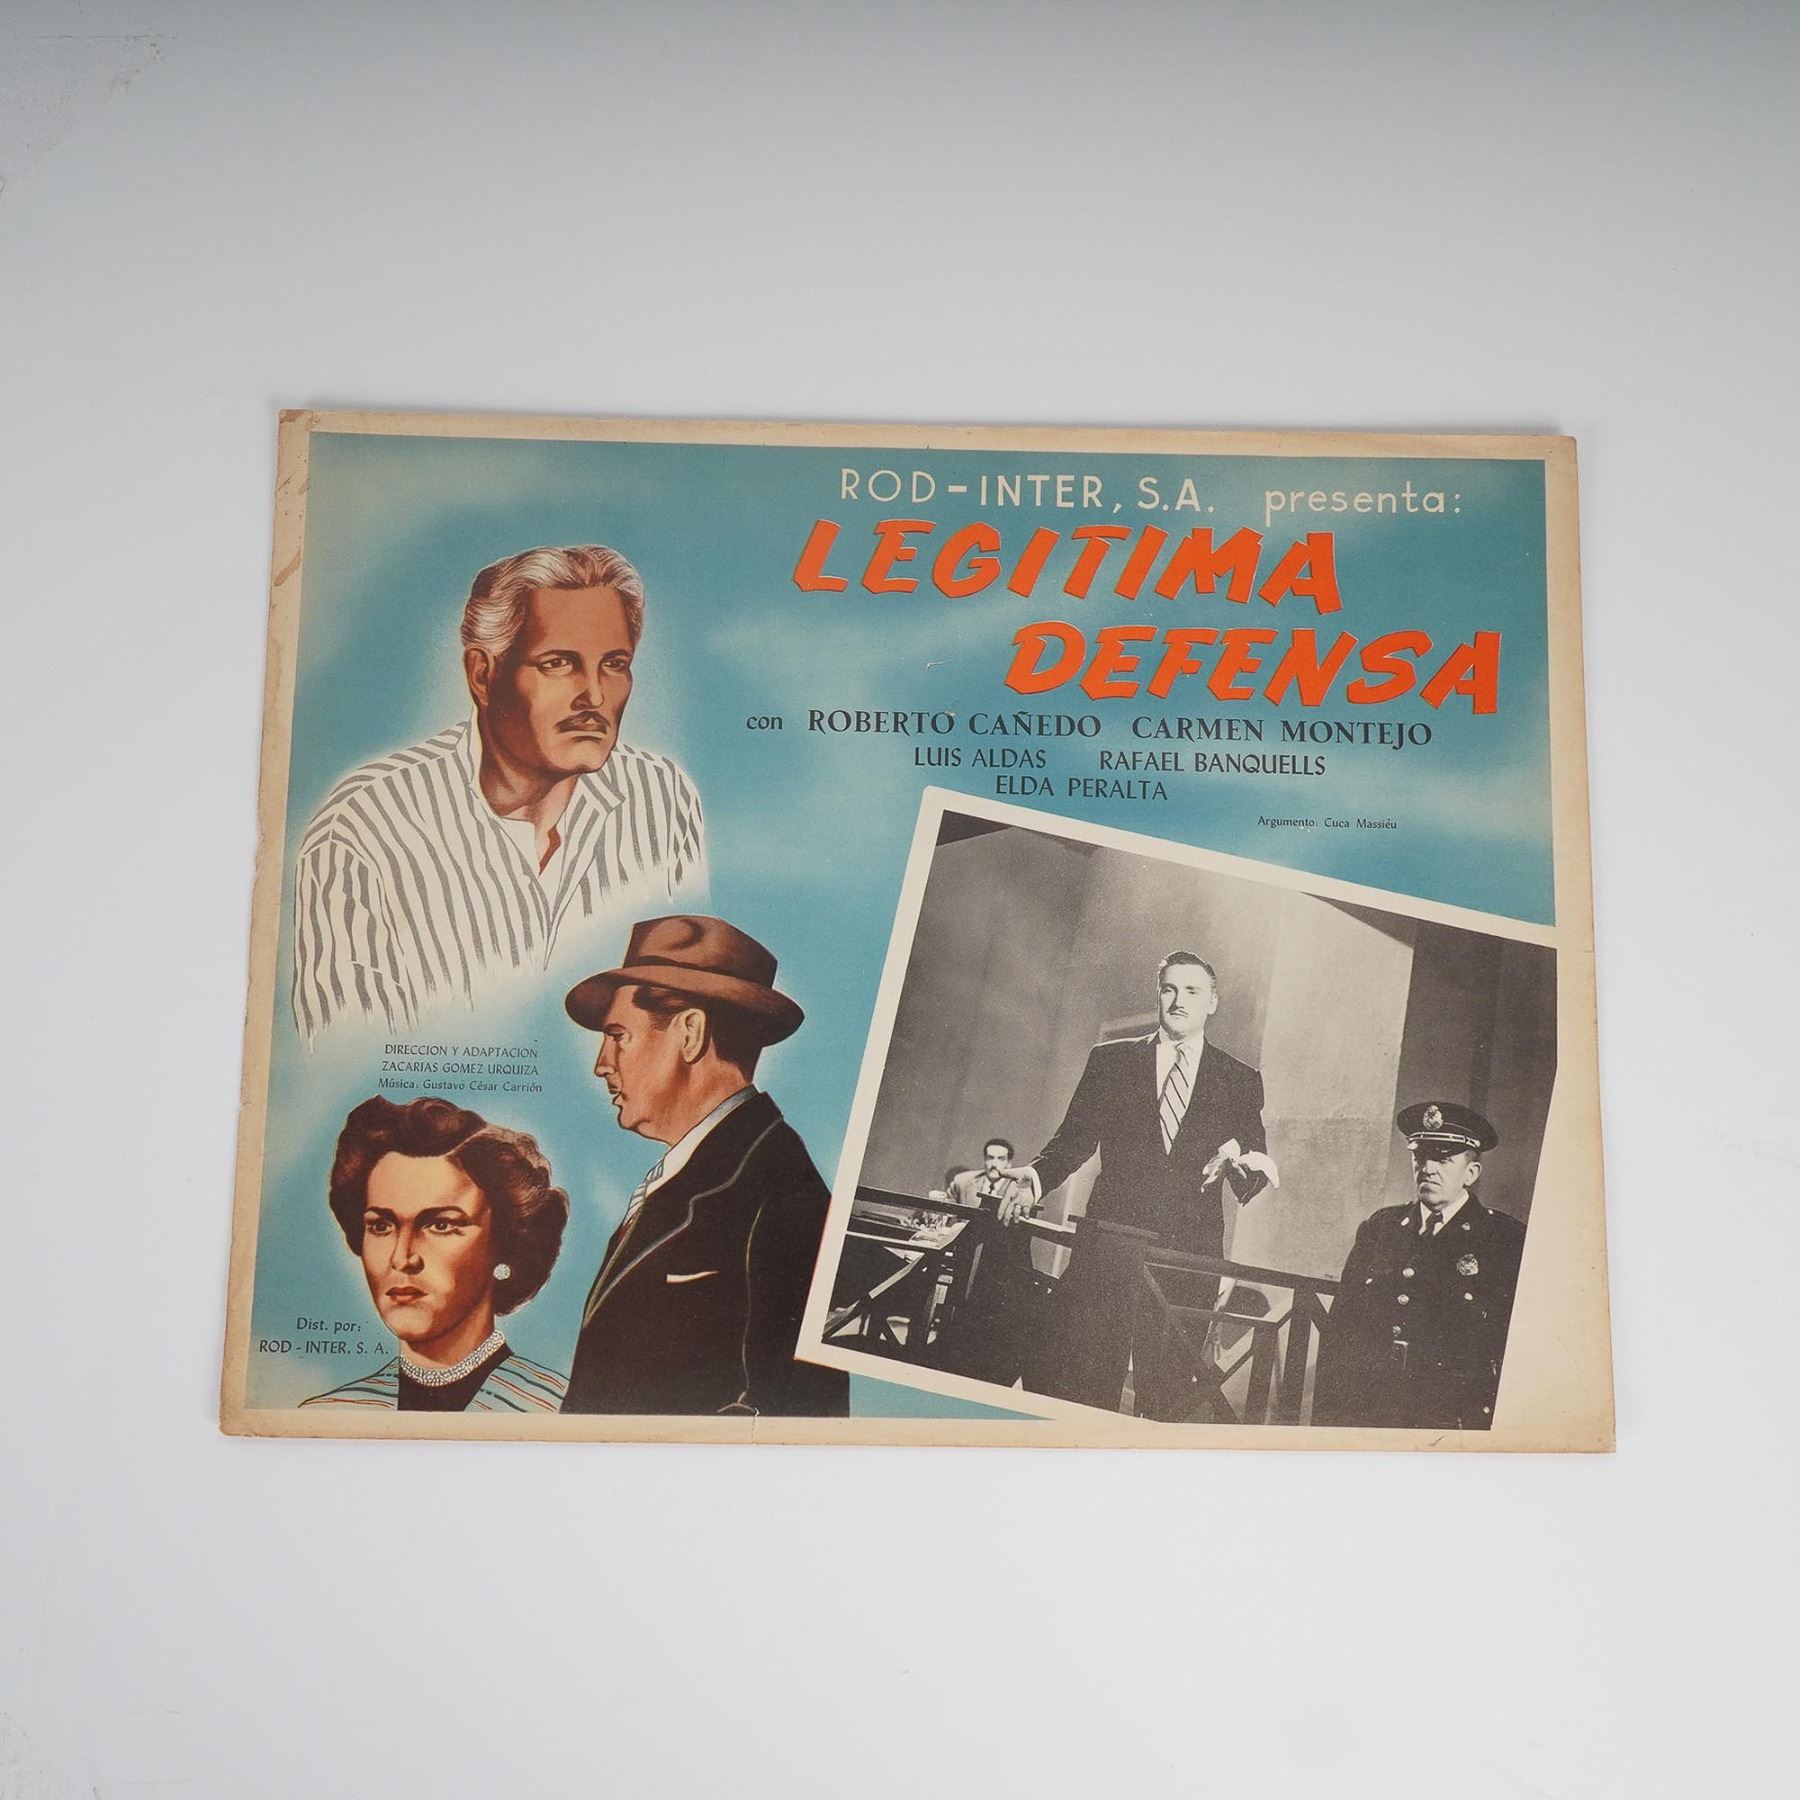 ROD-INTER, S.A. presenta:
LEGITIMA
DEFENSA
con ROBERTO CAÑEDO CARMEN MONTEJO
LUIS ALDAS RAFAEL BANQUELLS
ELDA PERALTA
Argumento: Cuca Massiéu
DIRECCION Y ADAPTACION
ZACARIAS GOMEZ URQUIZA
Música: Gustavo César Carrión
Dist. por:
ROD-INTER, S. A.